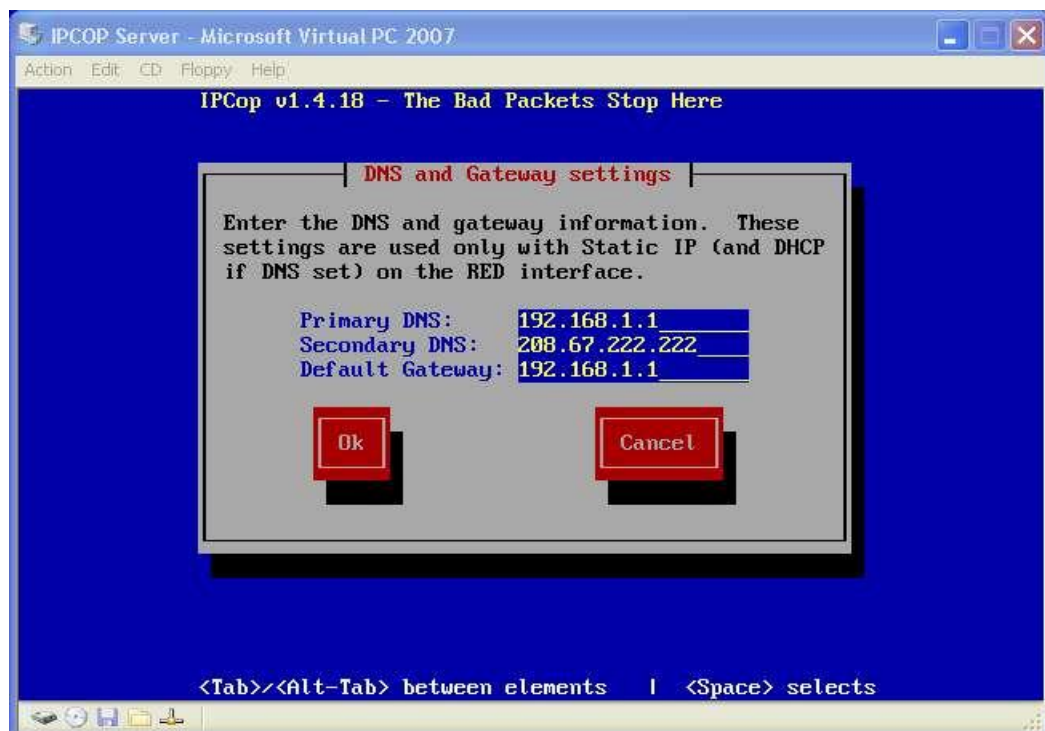 IPCOP Server - Microsoft Virtual PC 2007
Action Edit CD Floppy Help
IPCop v1.4.18 - The Bad Packets Stop Here
DNS and Gateway settings
Enter the DNS and gateway information. These
settings are used only with Static IP (and DHCP
if DNS set) on the RED interface.
Primary DNS: 192.168.1.1
Secondary DNS: 208.67.222.222
Default Gateway: 192.168.1.1
Ok Cancel
<Tab>/<Alt-Tab> between elements | <Space> selects